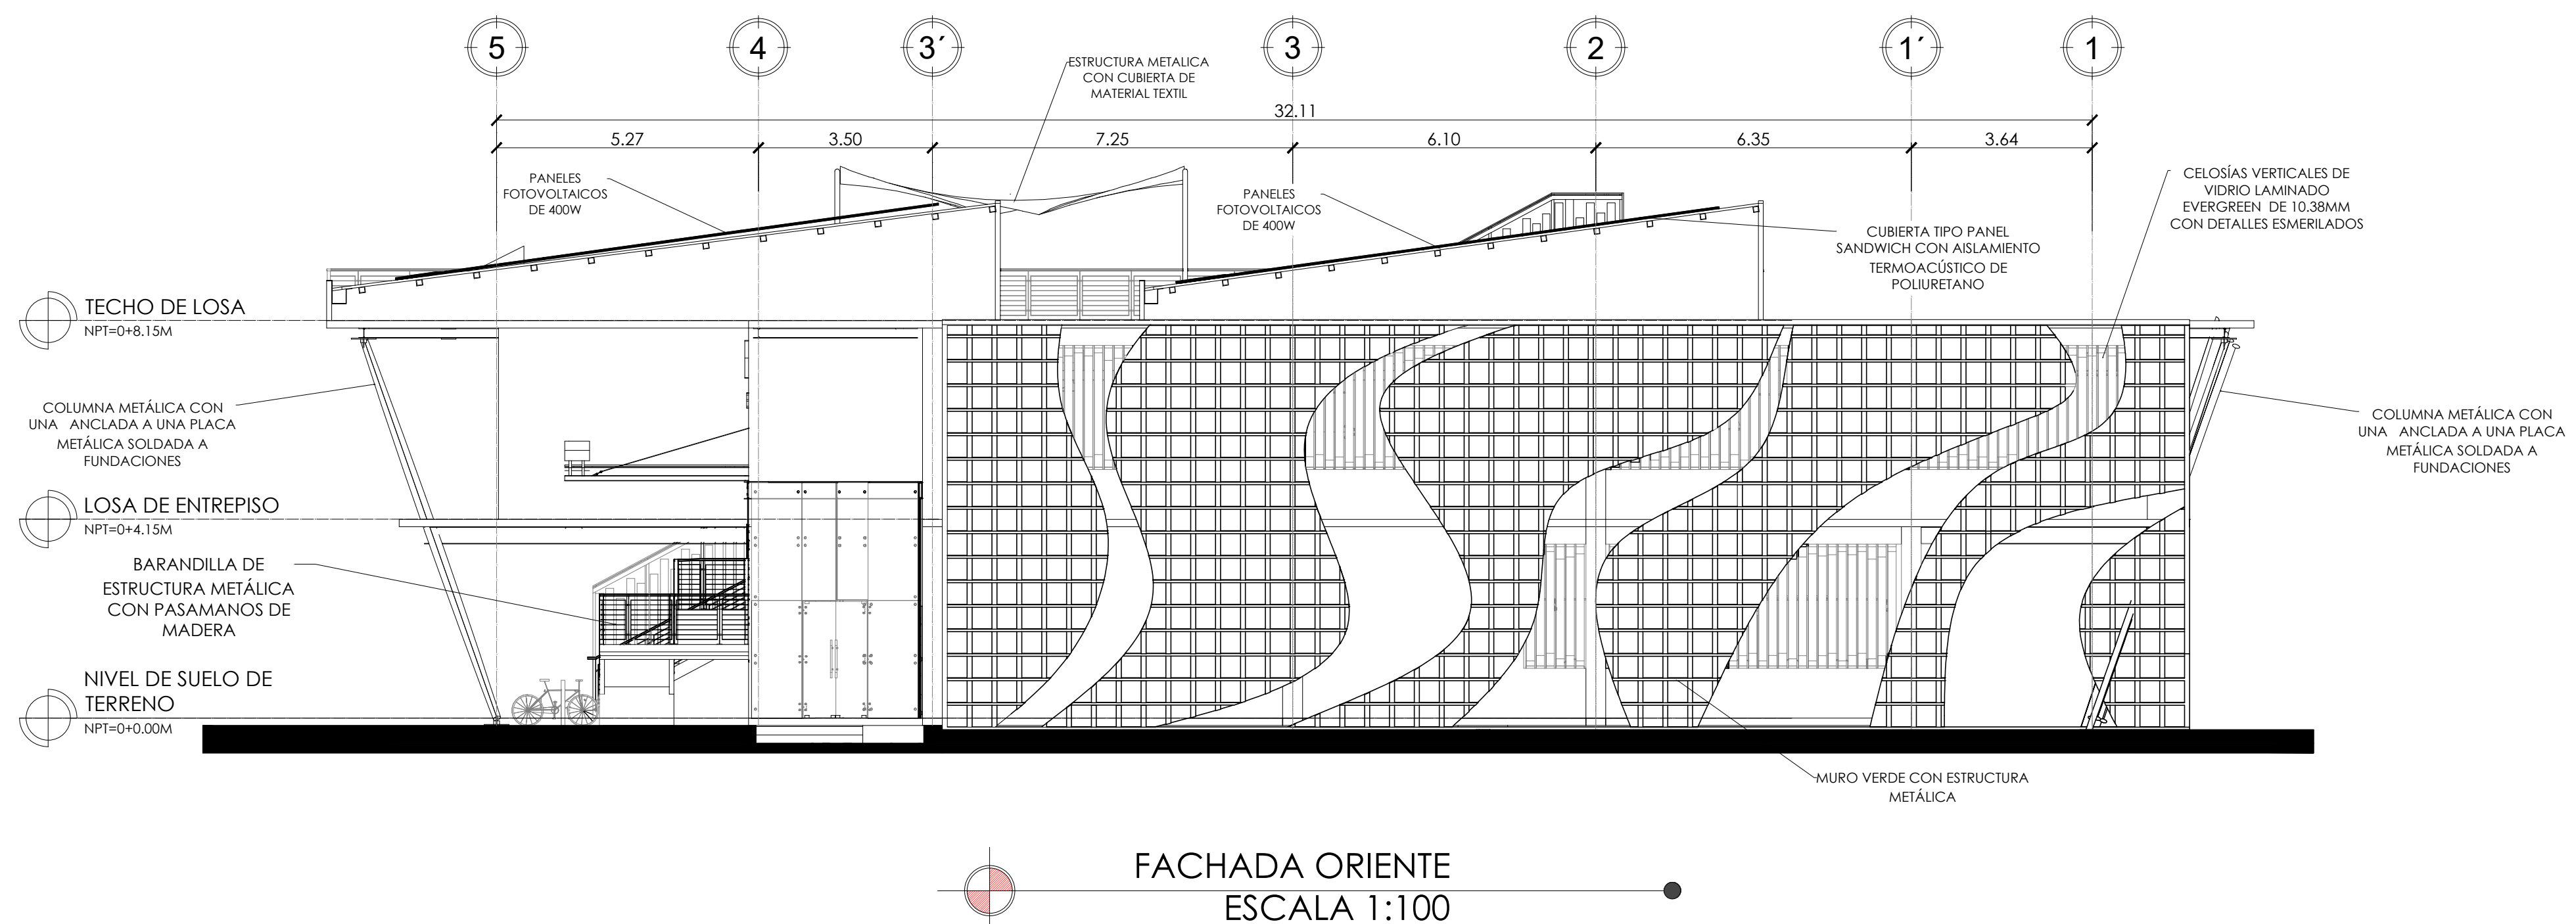 5
4
3´
3
2
1´
1
ESTRUCTURA METALICA
CON CUBIERTA DE
MATERIAL TEXTIL
32.11
5.27
3.50
7.25
6.10
6.35
3.64
PANELES
FOTOVOLTAICOS
DE 400W
PANELES
FOTOVOLTAICOS
DE 400W
CELOSÍAS VERTICALES DE
VIDRIO LAMINADO
EVERGREEN DE 10.38MM
CON DETALLES ESMERILADOS
CUBIERTA TIPO PANEL
SANDWICH CON AISLAMIENTO
TERMOACÚSTICO DE
POLIURETANO
TECHO DE LOSA
NPT=0+8.15M
COLUMNA METÁLICA CON
UNA ANCLADA A UNA PLACA
METÁLICA SOLDADA A
FUNDACIONES
COLUMNA METÁLICA CON
UNA ANCLADA A UNA PLACA
METÁLICA SOLDADA A
FUNDACIONES
LOSA DE ENTREPISO
NPT=0+4.15M
BARANDILLA DE
ESTRUCTURA METÁLICA
CON PASAMANOS DE
MADERA
NIVEL DE SUELO DE
TERRENO
NPT=0+0.00M
MURO VERDE CON ESTRUCTURA
METÁLICA
FACHADA ORIENTE
ESCALA 1:100